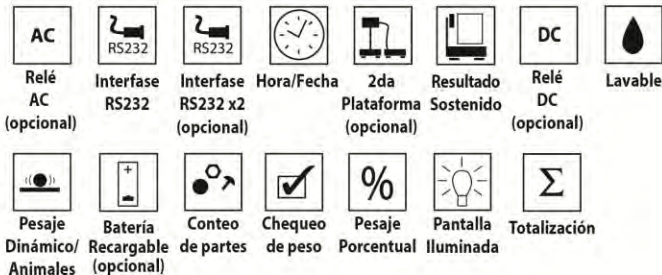 AC
RS232
RS232
DC
Relé
AC
(opcional)
Interfase
RS232
Interfase
RS232 x2
(opcional)
Hora/Fecha
2da
Plataforma
(opcional)
Resultado
Sostenido
Relé
DC
(opcional)
Lavable
%
Σ
Pesaje
Dinámico/
Animales
Batería
Recargable
(opcional)
Conteo
de partes
Chequeo
de peso
Pesaje
Porcentual
Pantalla
Iluminada
Totalización